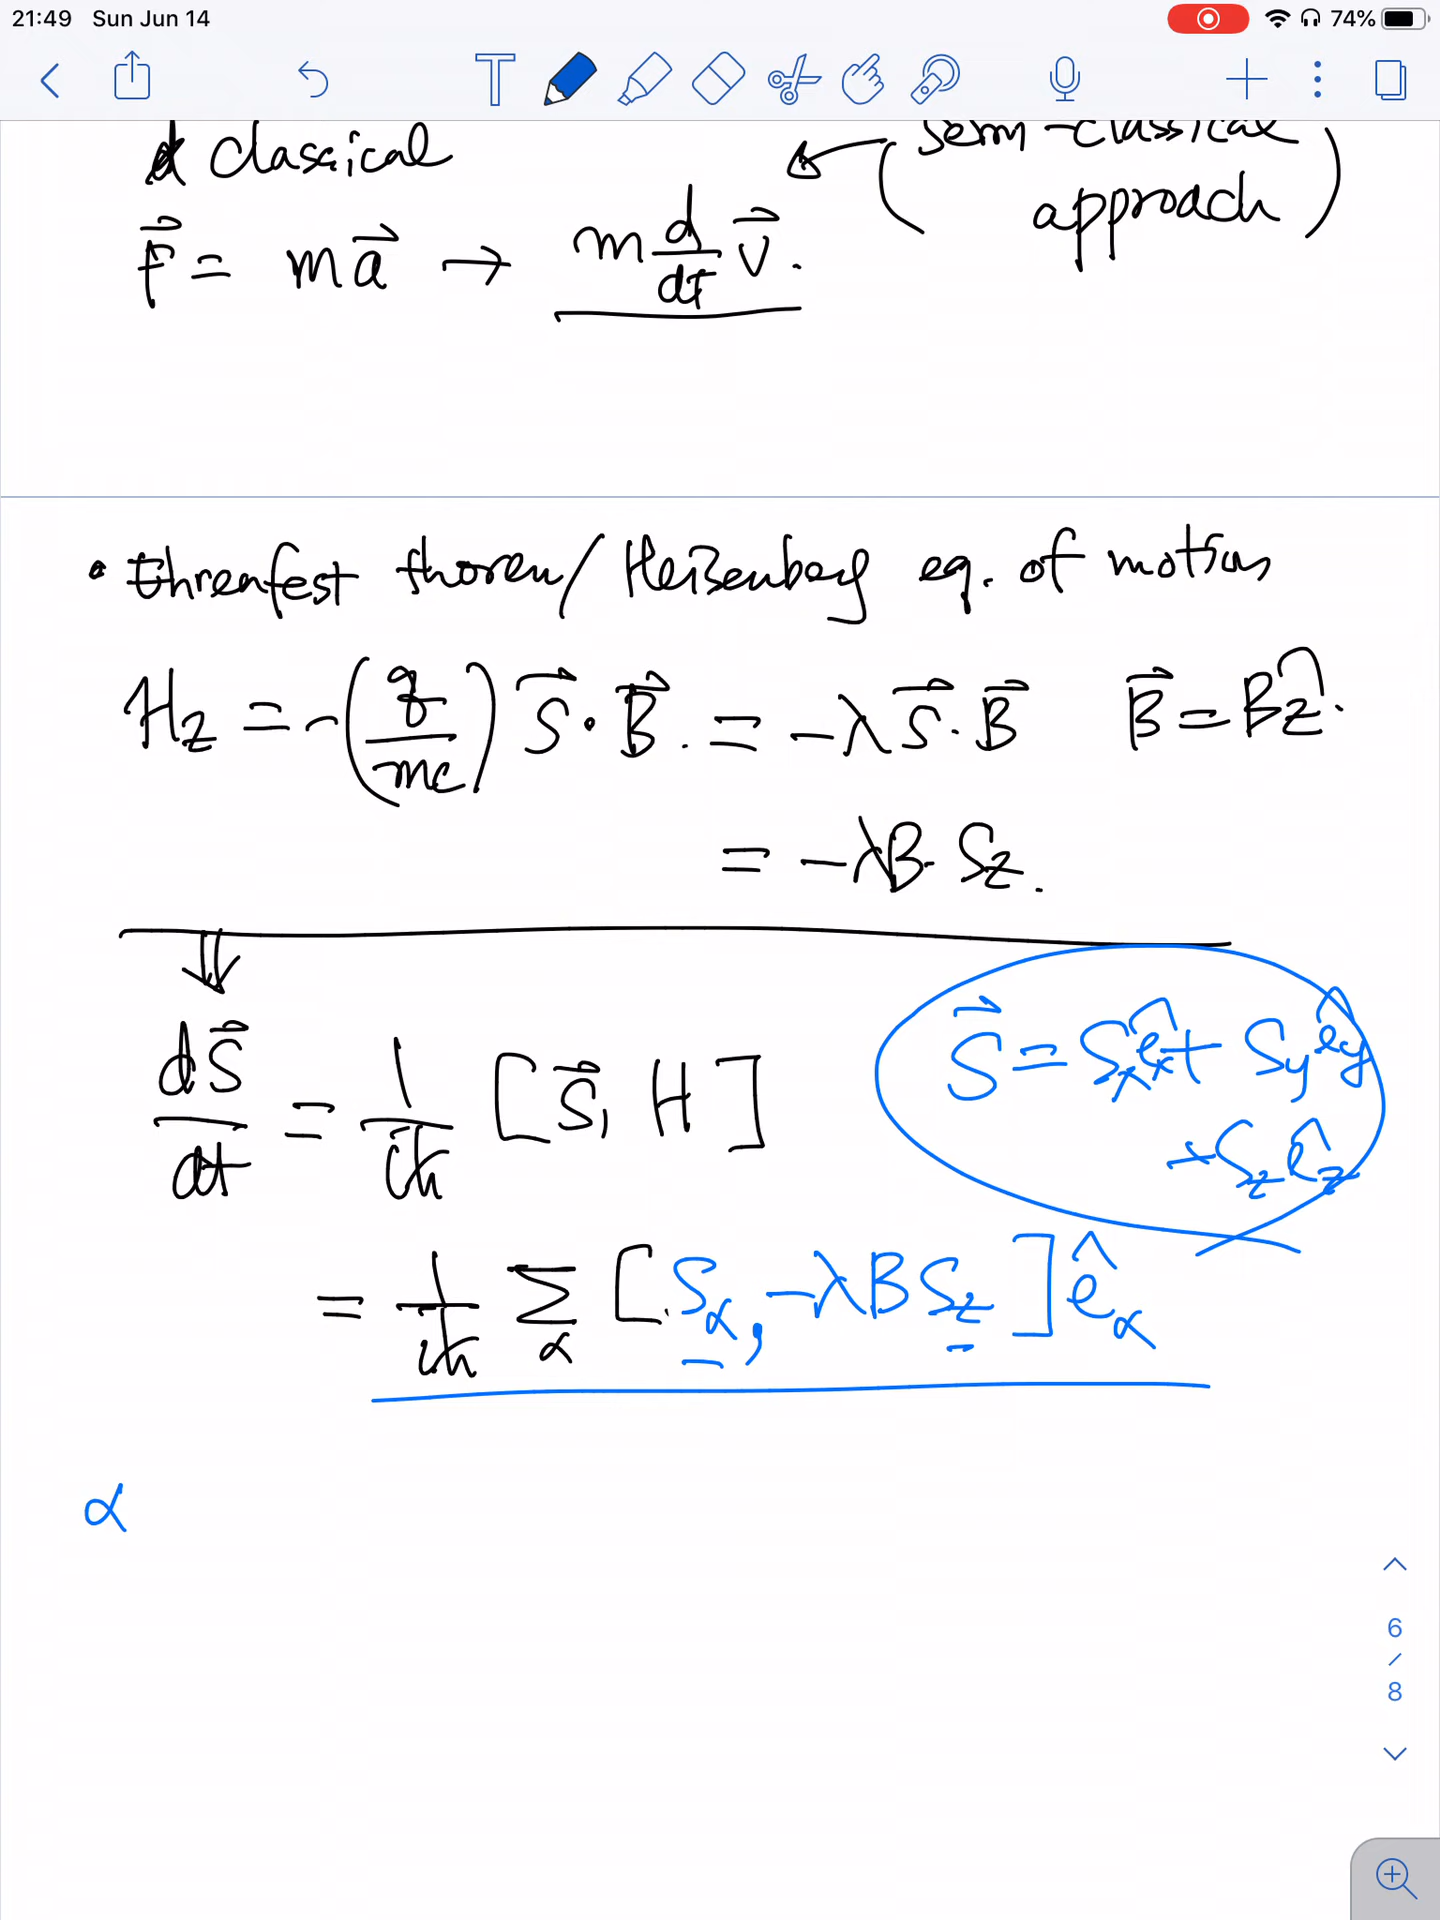 21:49 Sun Jun 14 74%
T
classical
semi-classical
approach
F⃗ = m a⃗ → m d/dt v⃗.
• Ehrenfest thoren/Heisenberg eq. of motion
H_z = -(q/mc) S⃗ · B⃗. = -λ S⃗ · B⃗ B⃗ = Bẑ.
= -λB S_z.
⇓
S⃗ = S_x ê_x + S_y ê_y
+ S_z ê_z
dS⃗/dt = 1/iħ [S⃗, H]
= 1/iħ Σ_α [S_α, -λB S_z] ê_α
α
6
/
8